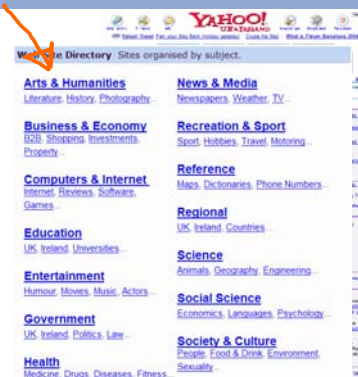 YAHOO!
UK & IRELAND
Web Site Directory Sites organised by subject.
Arts & Humanities
Literature, History, Photography...
Business & Economy
B2B, Shopping, Investments,
Property...
Computers & Internet
Internet, Reviews, Software,
Games...
Education
UK, Ireland, Universities...
Entertainment
Humour, Movies, Music, Actors...
Government
UK, Ireland, Politics, Law...
Health
Medicine, Drugs, Diseases, Fitness...
News & Media
Newspapers, Weather, TV...
Recreation & Sport
Sport, Hobbies, Travel, Motoring...
Reference
Maps, Dictionaries, Phone Numbers...
Regional
UK, Ireland, Countries...
Science
Animals, Geography, Engineering...
Social Science
Economics, Languages, Psychology...
Society & Culture
People, Food & Drink, Environment,
Sexuality...